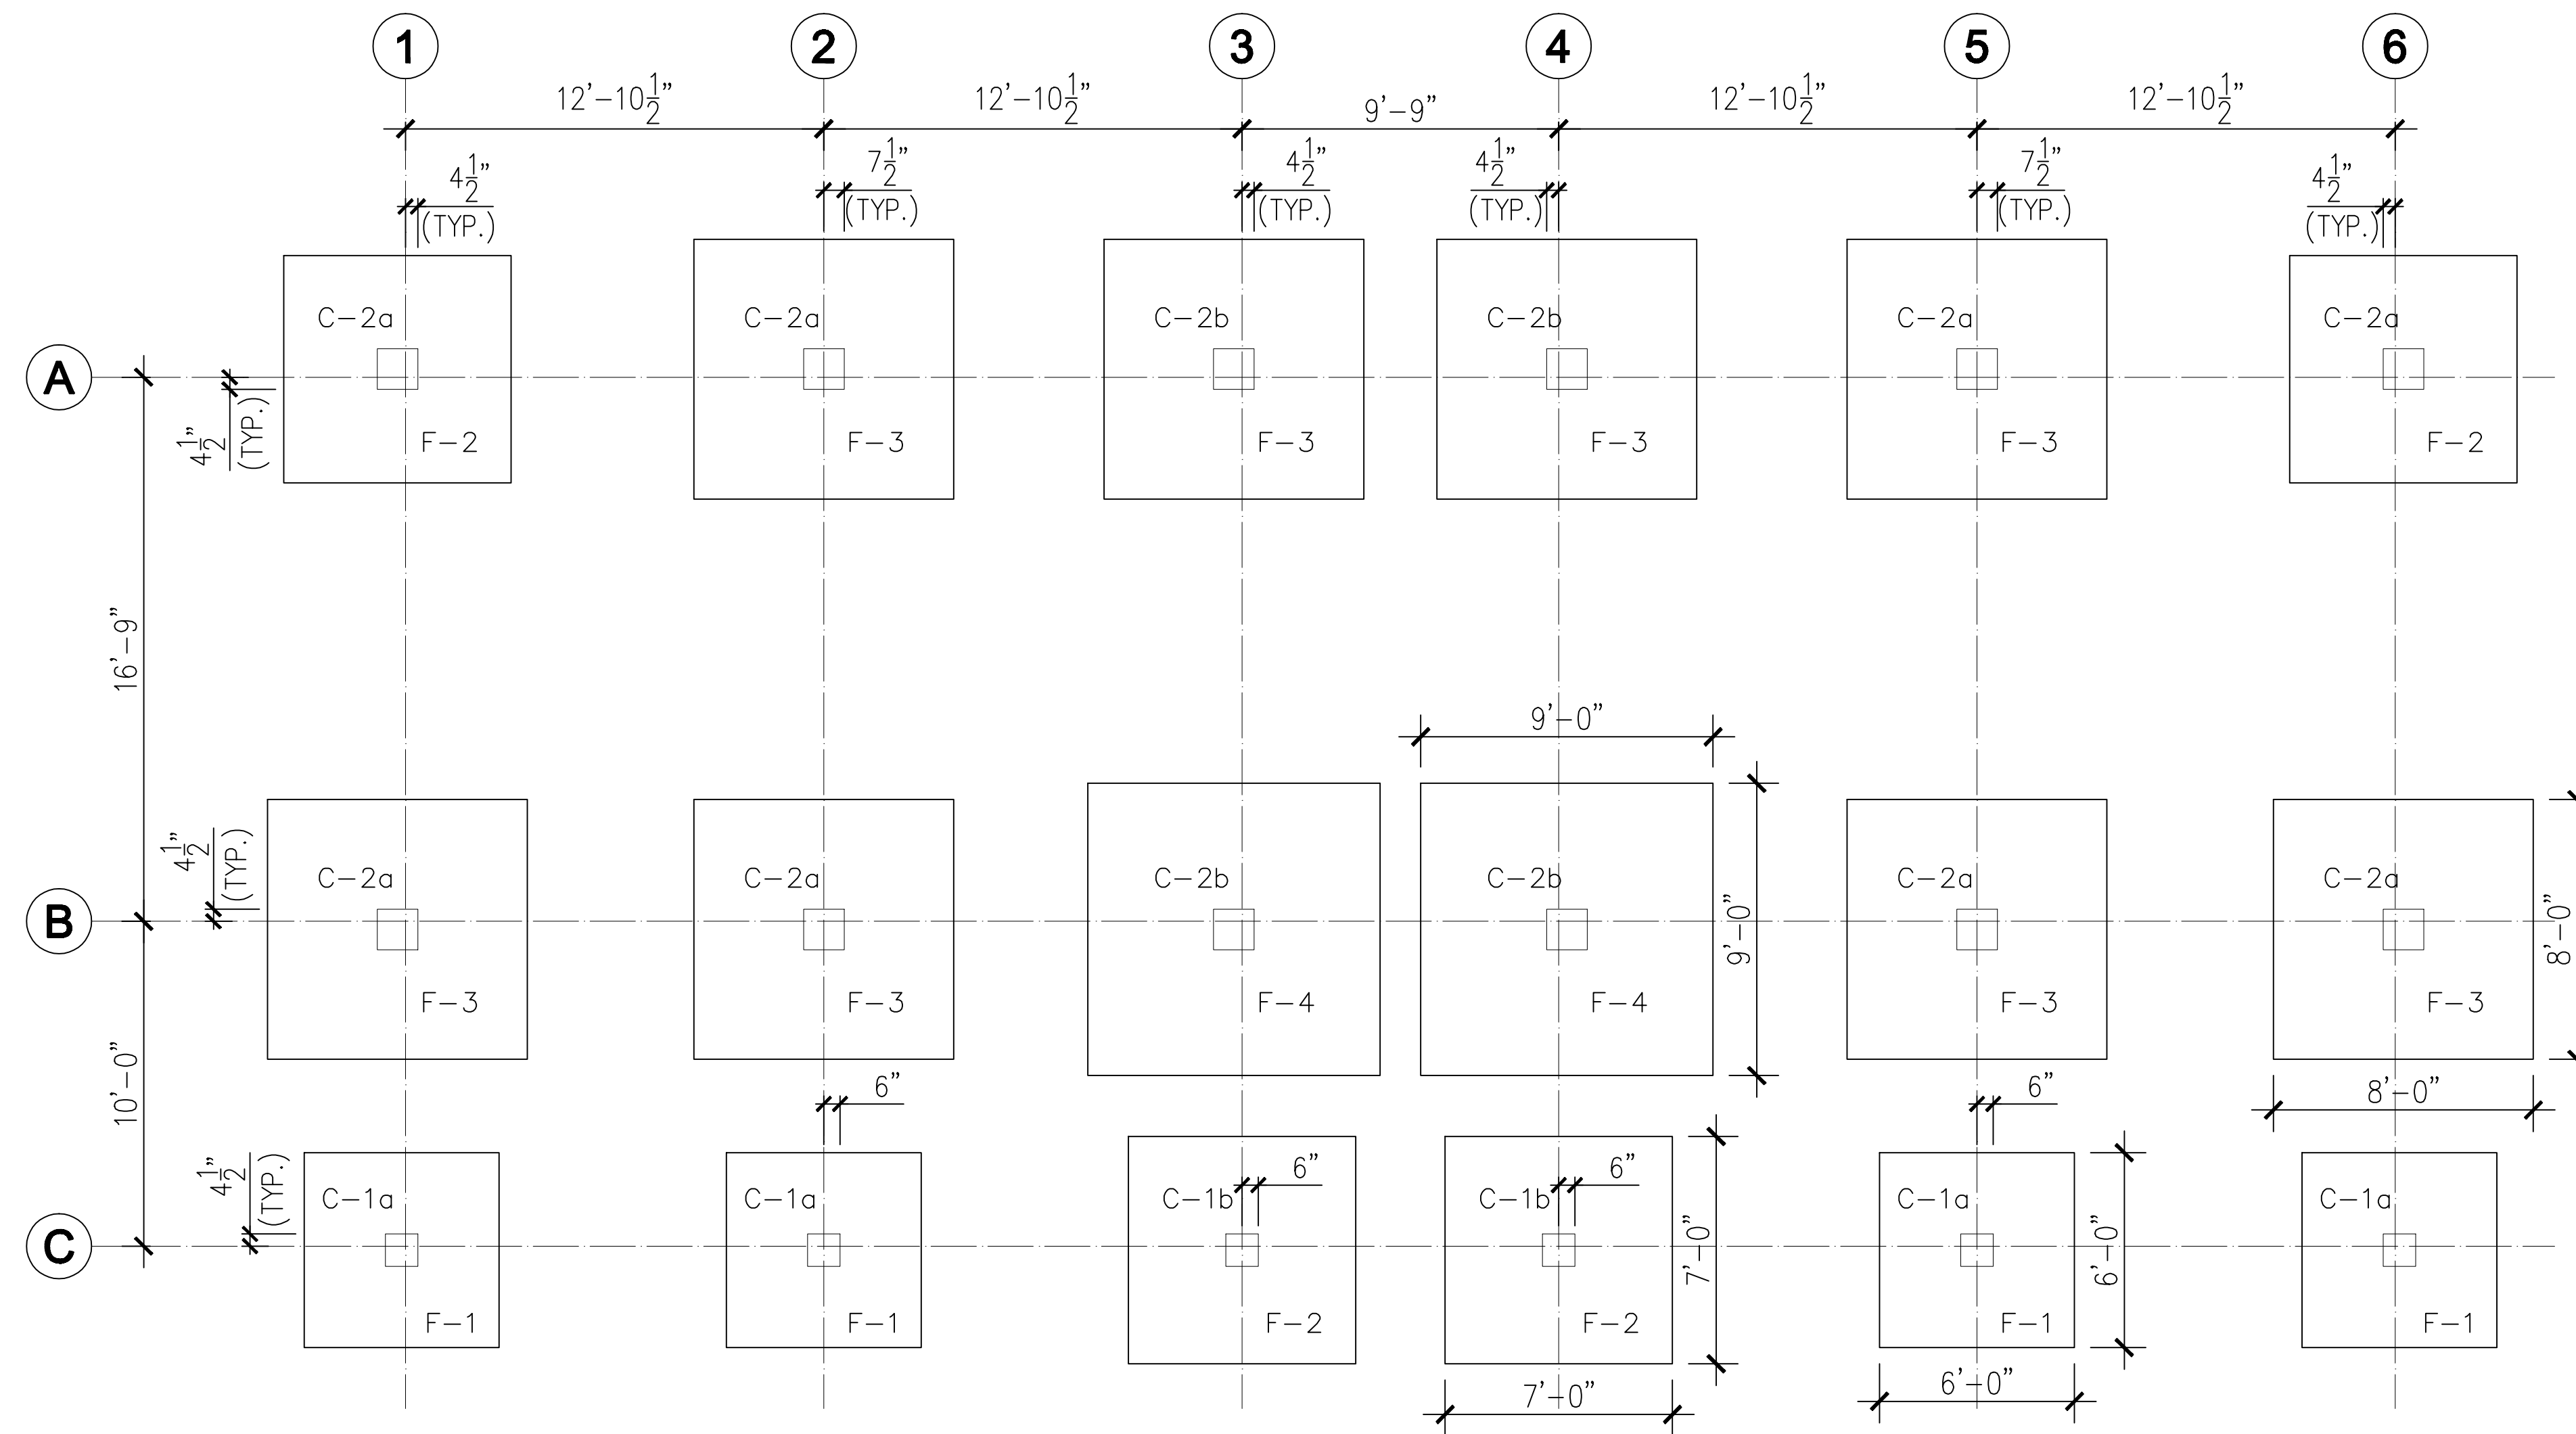 1 2 3 4 5 6
12'-10½" 12'-10½" 9'-9" 12'-10½" 12'-10½"
4½" 7½" 4½" 4½" 7½" 4½"
(TYP.) (TYP.) (TYP.) (TYP.) (TYP.) (TYP.)
C-2a C-2a C-2b C-2b C-2a C-2a
A
4½"
(TYP.)
F-2 F-3 F-3 F-3 F-3 F-2
16'-9"
9'-0"
4½"
(TYP.)
C-2a C-2a C-2b C-2b C-2a C-2a
B
9'-0"
8'-0"
F-3 F-3 F-4 F-4 F-3 F-3
10'-0"
6" 6"
8'-0"
4½"
(TYP.)
6" 6"
C-1a C-1a C-1b C-1b C-1a C-1a
C
7'-0"
6'-0"
F-1 F-1 F-2 F-2 F-1 F-1
7'-0" 6'-0"